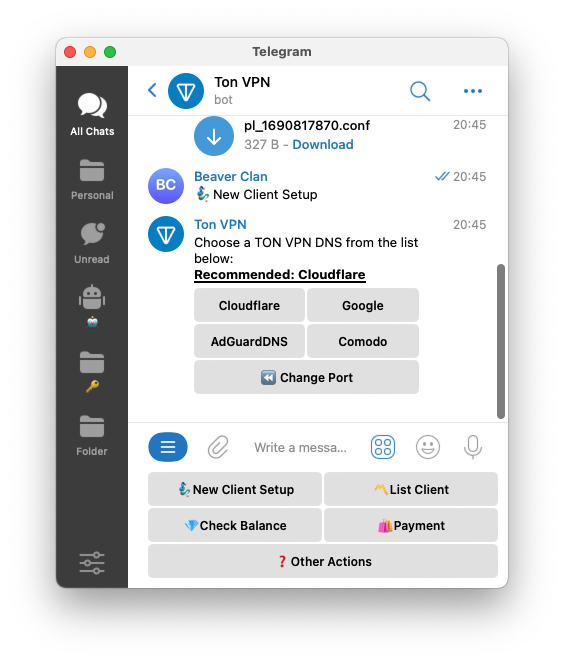 Telegram
Ton VPN
bot
All Chats
Personal
Unread
Folder
pl_1690817870.conf 20:45
327 B - Download
BC
Beaver Clan 20:45
New Client Setup
Ton VPN 20:45
Choose a TON VPN DNS from the list
below:
Recommended: Cloudflare
Cloudflare Google
AdGuardDNS Comodo
Change Port
Write a messa...
New Client Setup List Client
Check Balance Payment
❓Other Actions